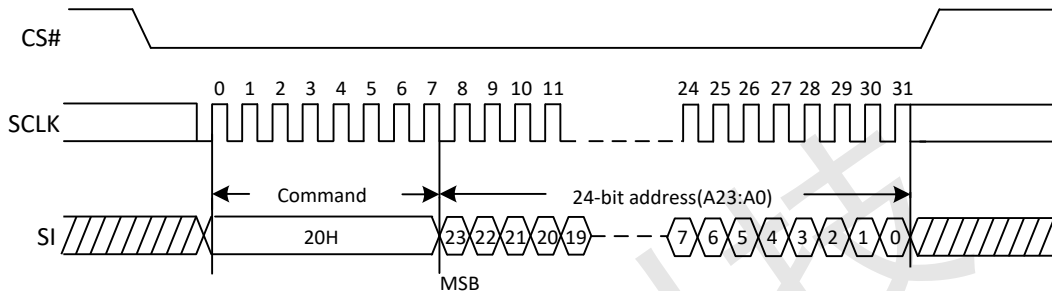 CS#
0 1 2 3 4 5 6 7 8 9 10 11 24 25 26 27 28 29 30 31
SCLK
Command 24-bit address(A23:A0)
SI 20H 23 22 21 20 19 7 6 5 4 3 2 1 0
MSB